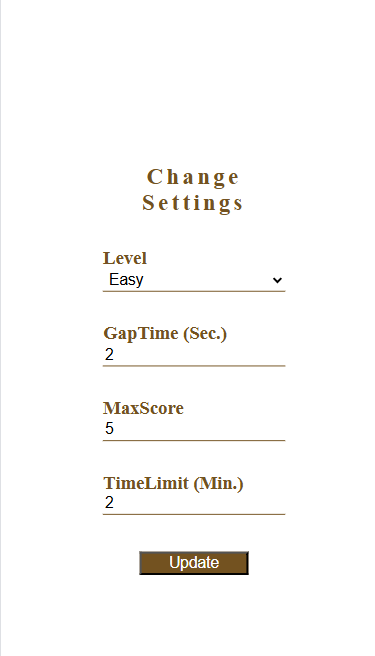 Change
Settings
Level
Easy
GapTime (Sec.)
2
MaxScore
5
TimeLimit (Min.)
2
Update